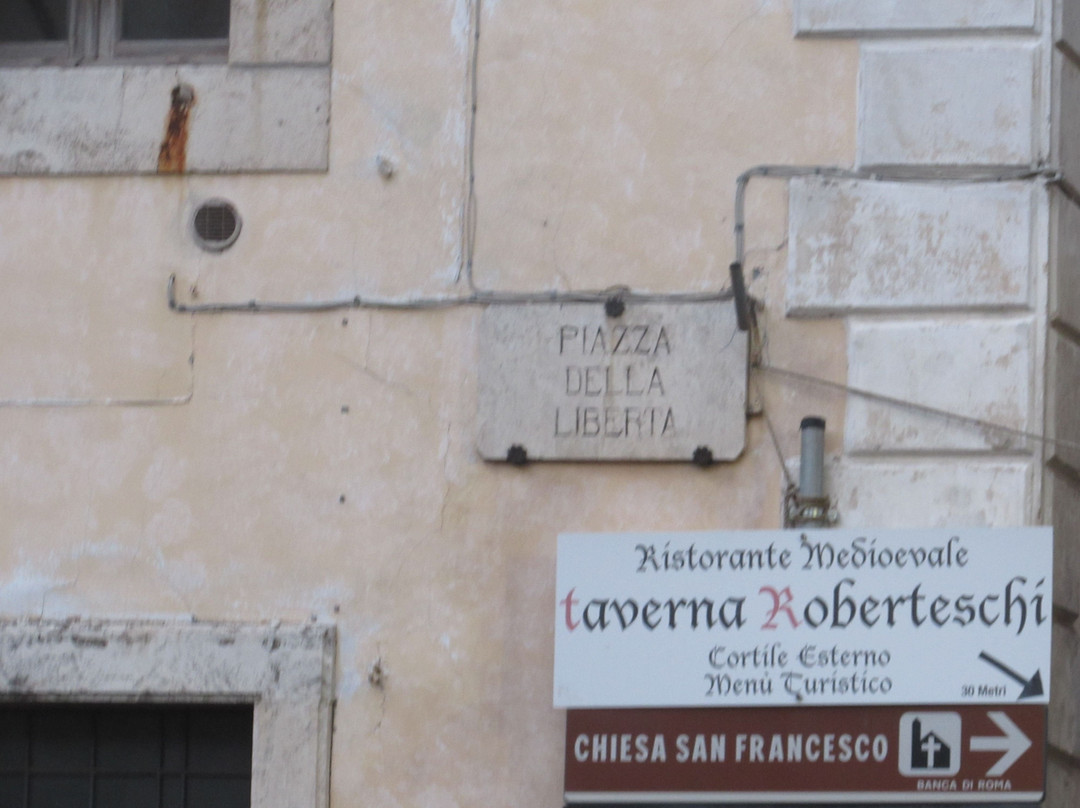 PIAZZA
DELLA
LIBERTA
Ristorante Medioevale
taverna Roberteschi
Cortile Esterno
Menù Turistico
30 Metri
CHIESA SAN FRANCESCO
BANCA DI ROMA